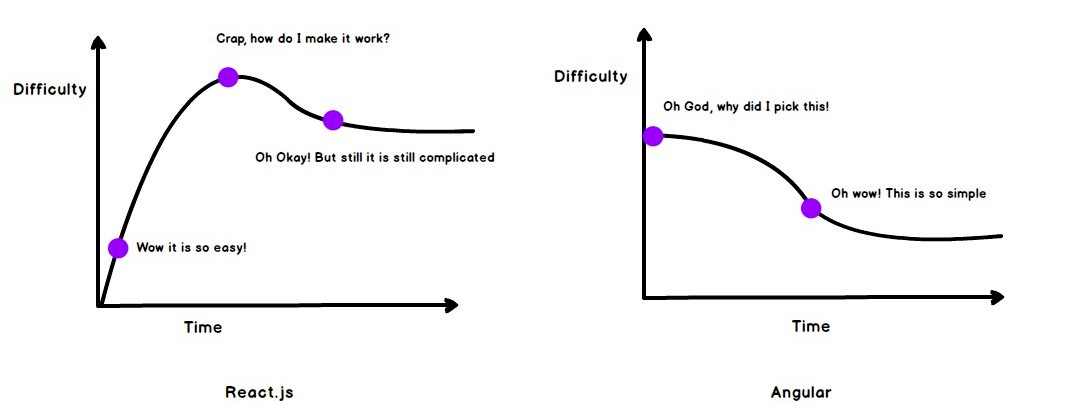 Crap, how do I make it work?
Difficulty
Oh Okay! But still it is still complicated
Wow it is so easy!
Time
React.js
Difficulty
Oh God, why did I pick this!
Oh wow! This is so simple
Time
Angular